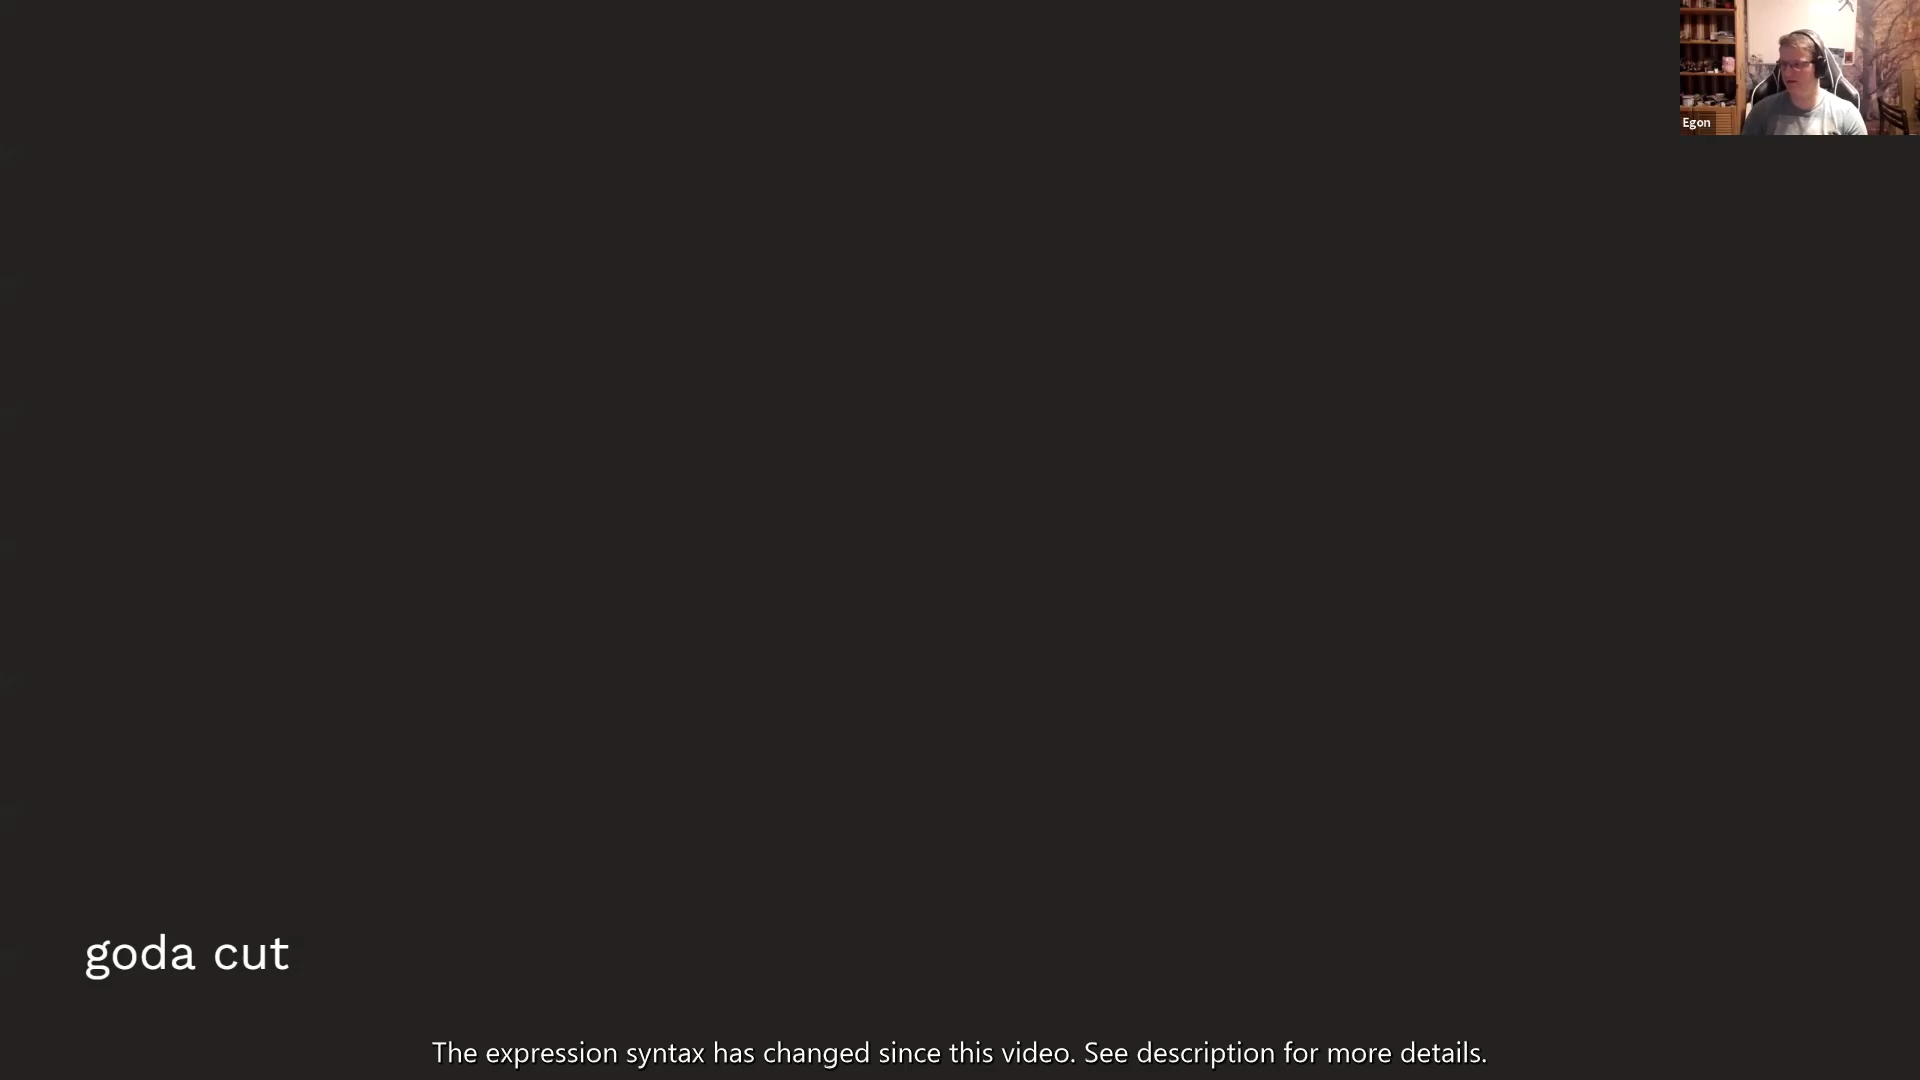 Egon
goda cut
The expression syntax has changed since this video. See description for more details.